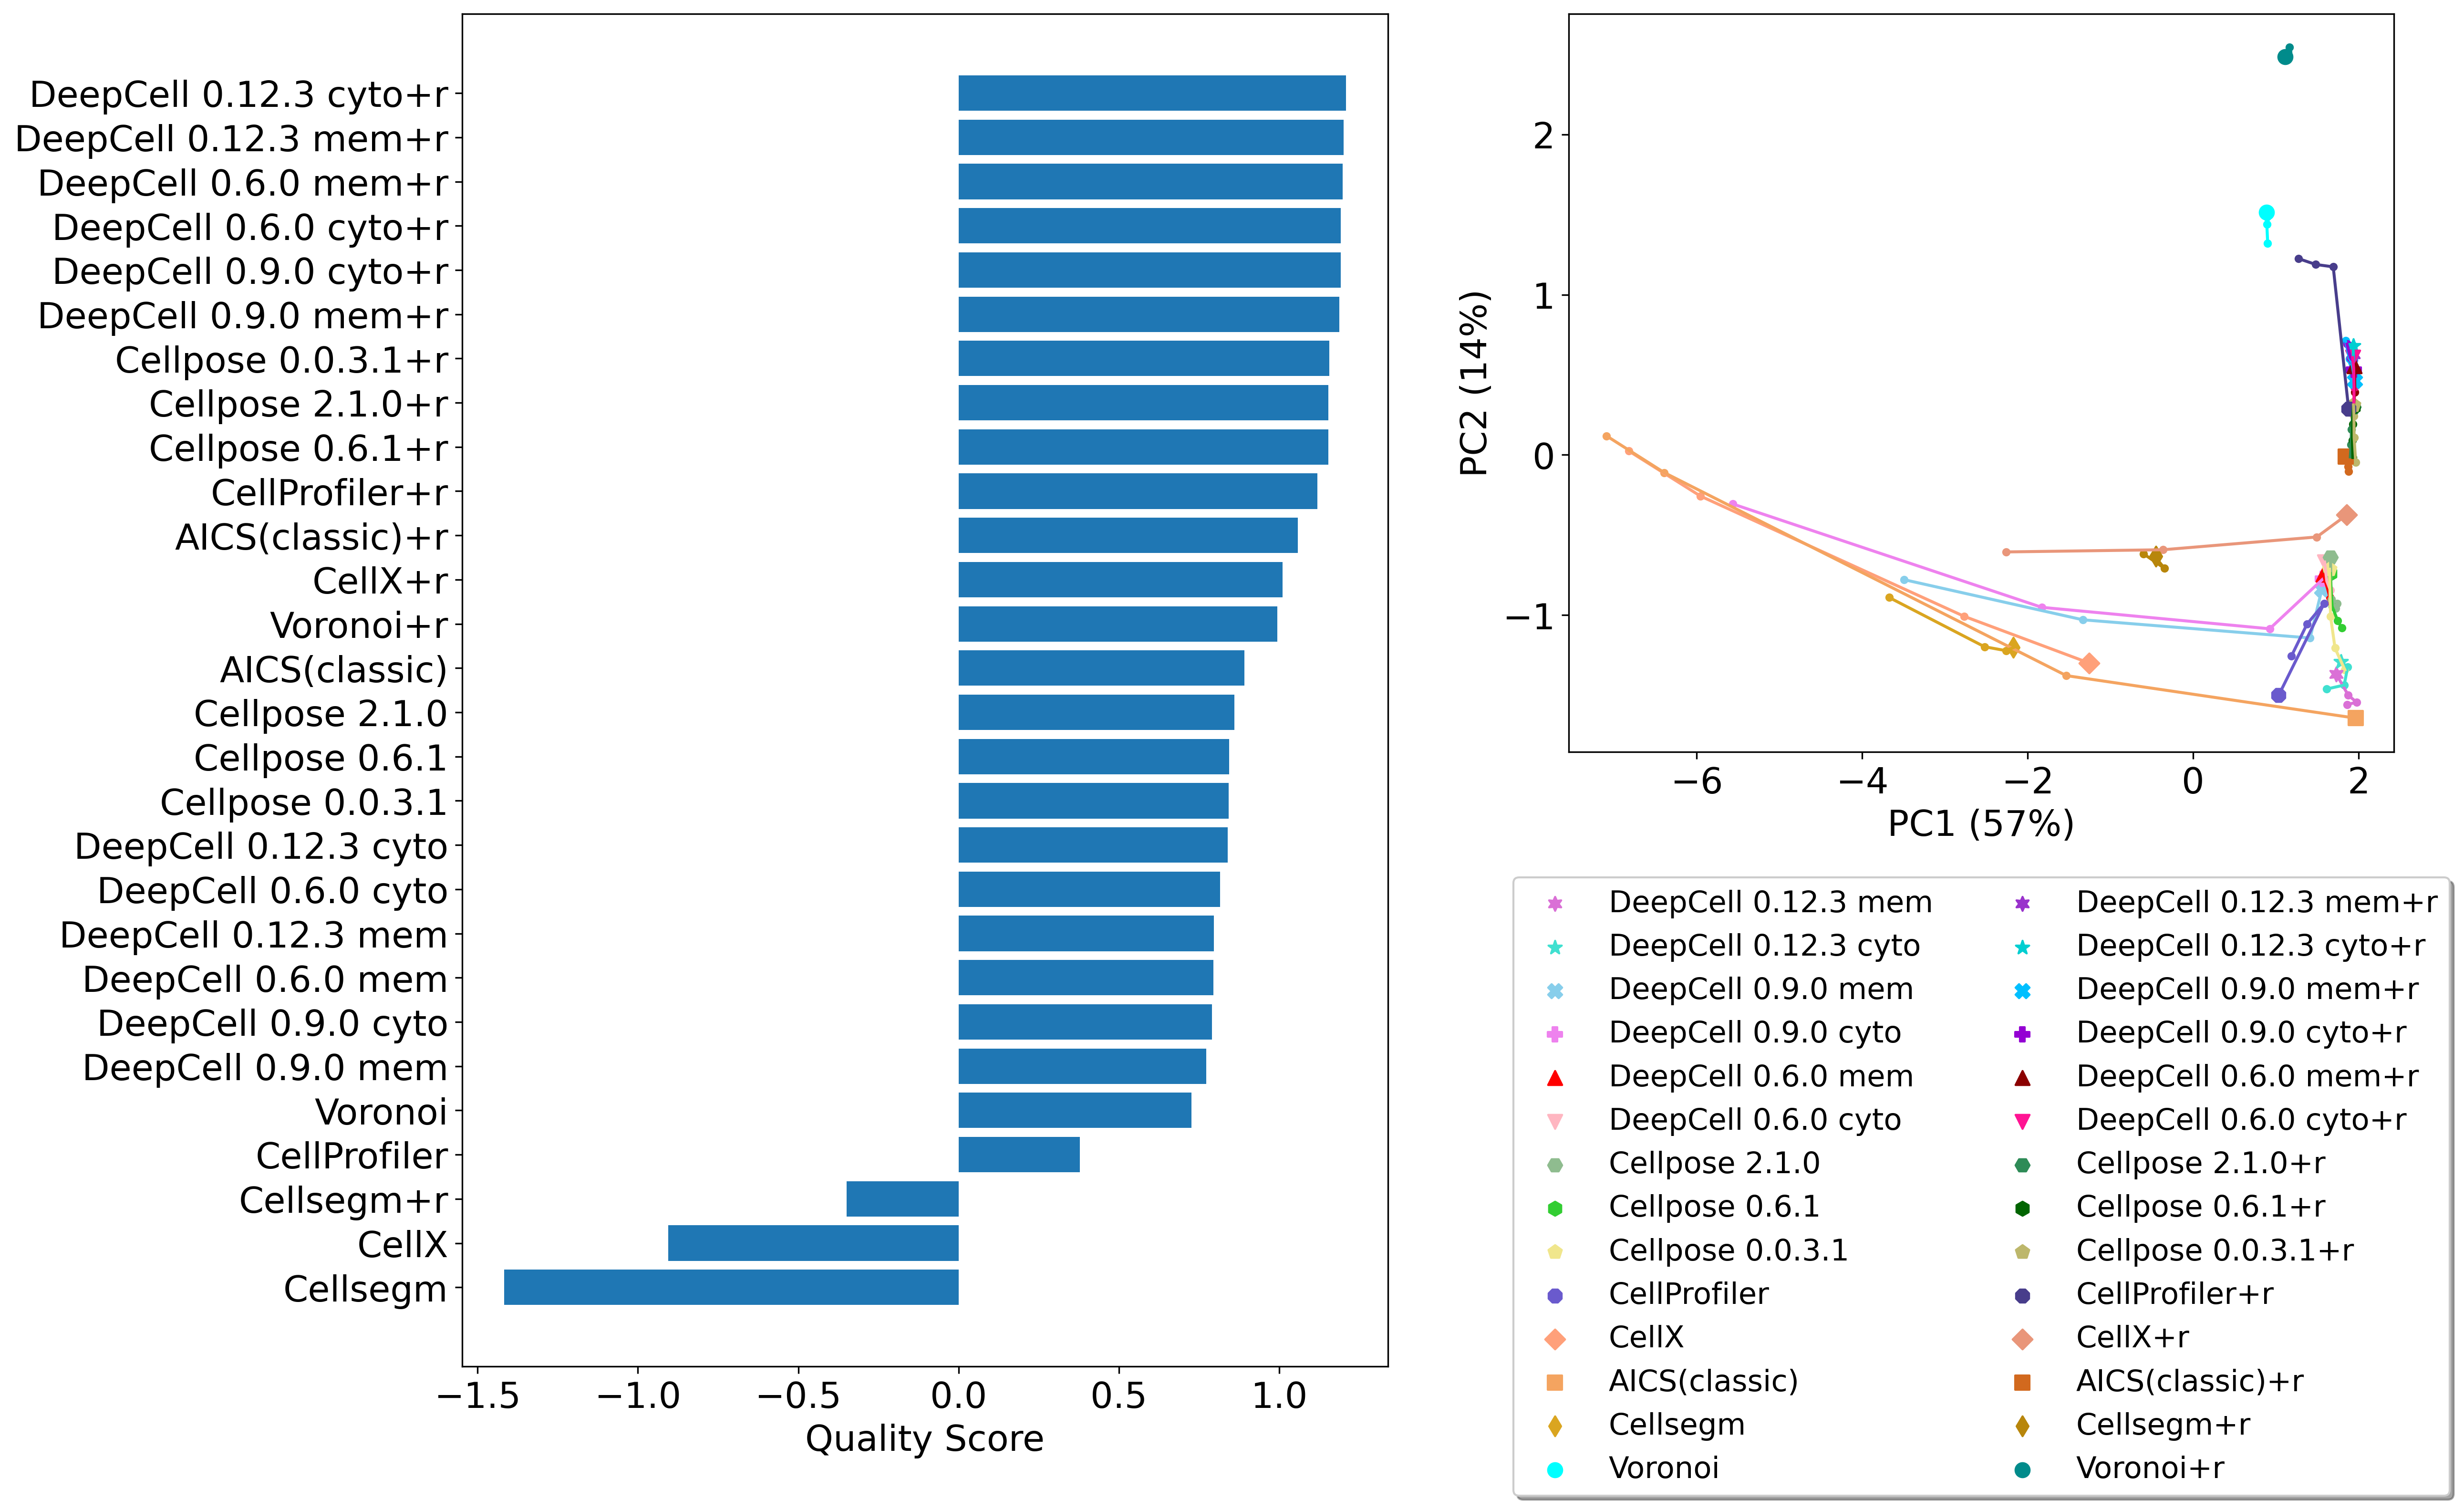 DeepCell 0.12.3 cyto+r
DeepCell 0.12.3 mem+r
DeepCell 0.6.0 mem+r
DeepCell 0.6.0 cyto+r
DeepCell 0.9.0 cyto+r
DeepCell 0.9.0 mem+r
Cellpose 0.0.3.1+r
Cellpose 2.1.0+r
Cellpose 0.6.1+r
CellProfiler+r
AICS(classic)+r
CellX+r
Voronoi+r
AICS(classic)
Cellpose 2.1.0
Cellpose 0.6.1
Cellpose 0.0.3.1
DeepCell 0.12.3 cyto
DeepCell 0.6.0 cyto
DeepCell 0.12.3 mem
DeepCell 0.6.0 mem
DeepCell 0.9.0 cyto
DeepCell 0.9.0 mem
Voronoi
CellProfiler
Cellsegm+r
CellX
Cellsegm
−1.5 −1.0 −0.5 0.0 0.5 1.0
Quality Score
PC2 (14%)
2
1
0
−1
−6 −4 −2 0 2
PC1 (57%)
DeepCell 0.12.3 mem
DeepCell 0.12.3 cyto
DeepCell 0.9.0 mem
DeepCell 0.9.0 cyto
DeepCell 0.6.0 mem
DeepCell 0.6.0 cyto
Cellpose 2.1.0
Cellpose 0.6.1
Cellpose 0.0.3.1
CellProfiler
CellX
AICS(classic)
Cellsegm
Voronoi
DeepCell 0.12.3 mem+r
DeepCell 0.12.3 cyto+r
DeepCell 0.9.0 mem+r
DeepCell 0.9.0 cyto+r
DeepCell 0.6.0 mem+r
DeepCell 0.6.0 cyto+r
Cellpose 2.1.0+r
Cellpose 0.6.1+r
Cellpose 0.0.3.1+r
CellProfiler+r
CellX+r
AICS(classic)+r
Cellsegm+r
Voronoi+r